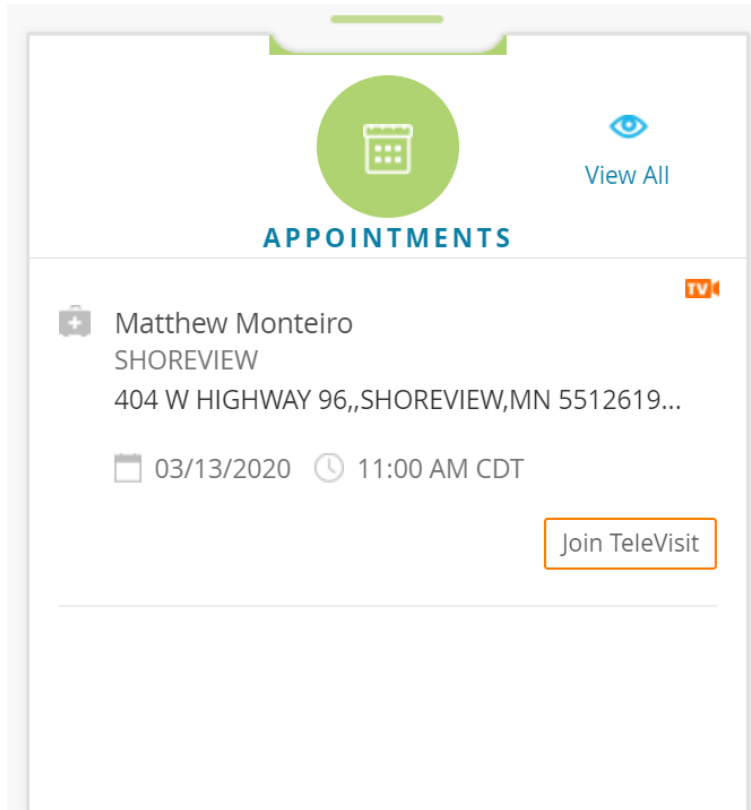 View All
APPOINTMENTS
TV
Matthew Monteiro
SHOREVIEW
404 W HIGHWAY 96,,SHOREVIEW,MN 5512619...
03/13/2020 11:00 AM CDT
Join TeleVisit